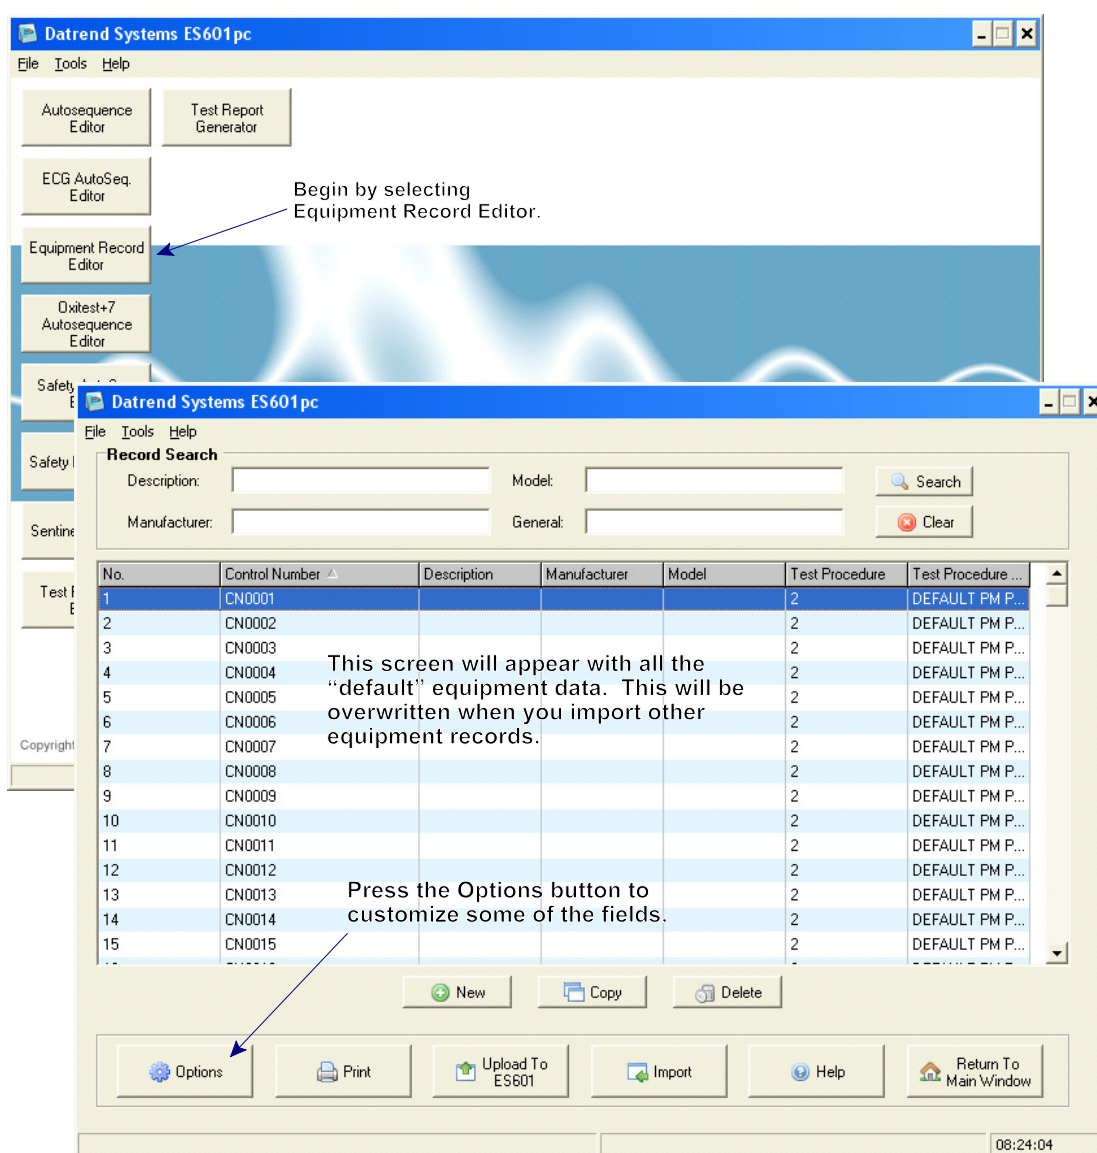 Datrend Systems ES601pc
File Tools Help
Autosequence
Editor
Test Report
Generator
ECG AutoSeq.
Editor
Begin by selecting
Equipment Record Editor.
Equipment Record
Editor
Oxitest+7
Autosequence
Editor
Safety
Safety
Test
Copyright
Datrend Systems ES601pc
File Tools Help
Record Search
Description: Model: Search
Manufacturer: General: Clear
No. Control Number Description Manufacturer Model Test Procedure Test Procedure ...
1 CN0001 2 DEFAULT PM P...
2 CN0002 2 DEFAULT PM P...
3 CN0003 2 DEFAULT PM P...
4 CN0004 2 DEFAULT PM P...
5 CN0005 2 DEFAULT PM P...
6 CN0006 2 DEFAULT PM P...
7 CN0007 2 DEFAULT PM P...
8 CN0008 2 DEFAULT PM P...
9 CN0009 2 DEFAULT PM P...
10 CN0010 2 DEFAULT PM P...
11 CN0011 2 DEFAULT PM P...
12 CN0012 2 DEFAULT PM P...
13 CN0013 2 DEFAULT PM P...
14 CN0014 2 DEFAULT PM P...
15 CN0015 2 DEFAULT PM P...
This screen will appear with all the
“default” equipment data. This will be
overwritten when you import other
equipment records.
Press the Options button to
customize some of the fields.
New Copy Delete
Options Print Upload To
ES601 Import Help Return To
Main Window
08:24:04